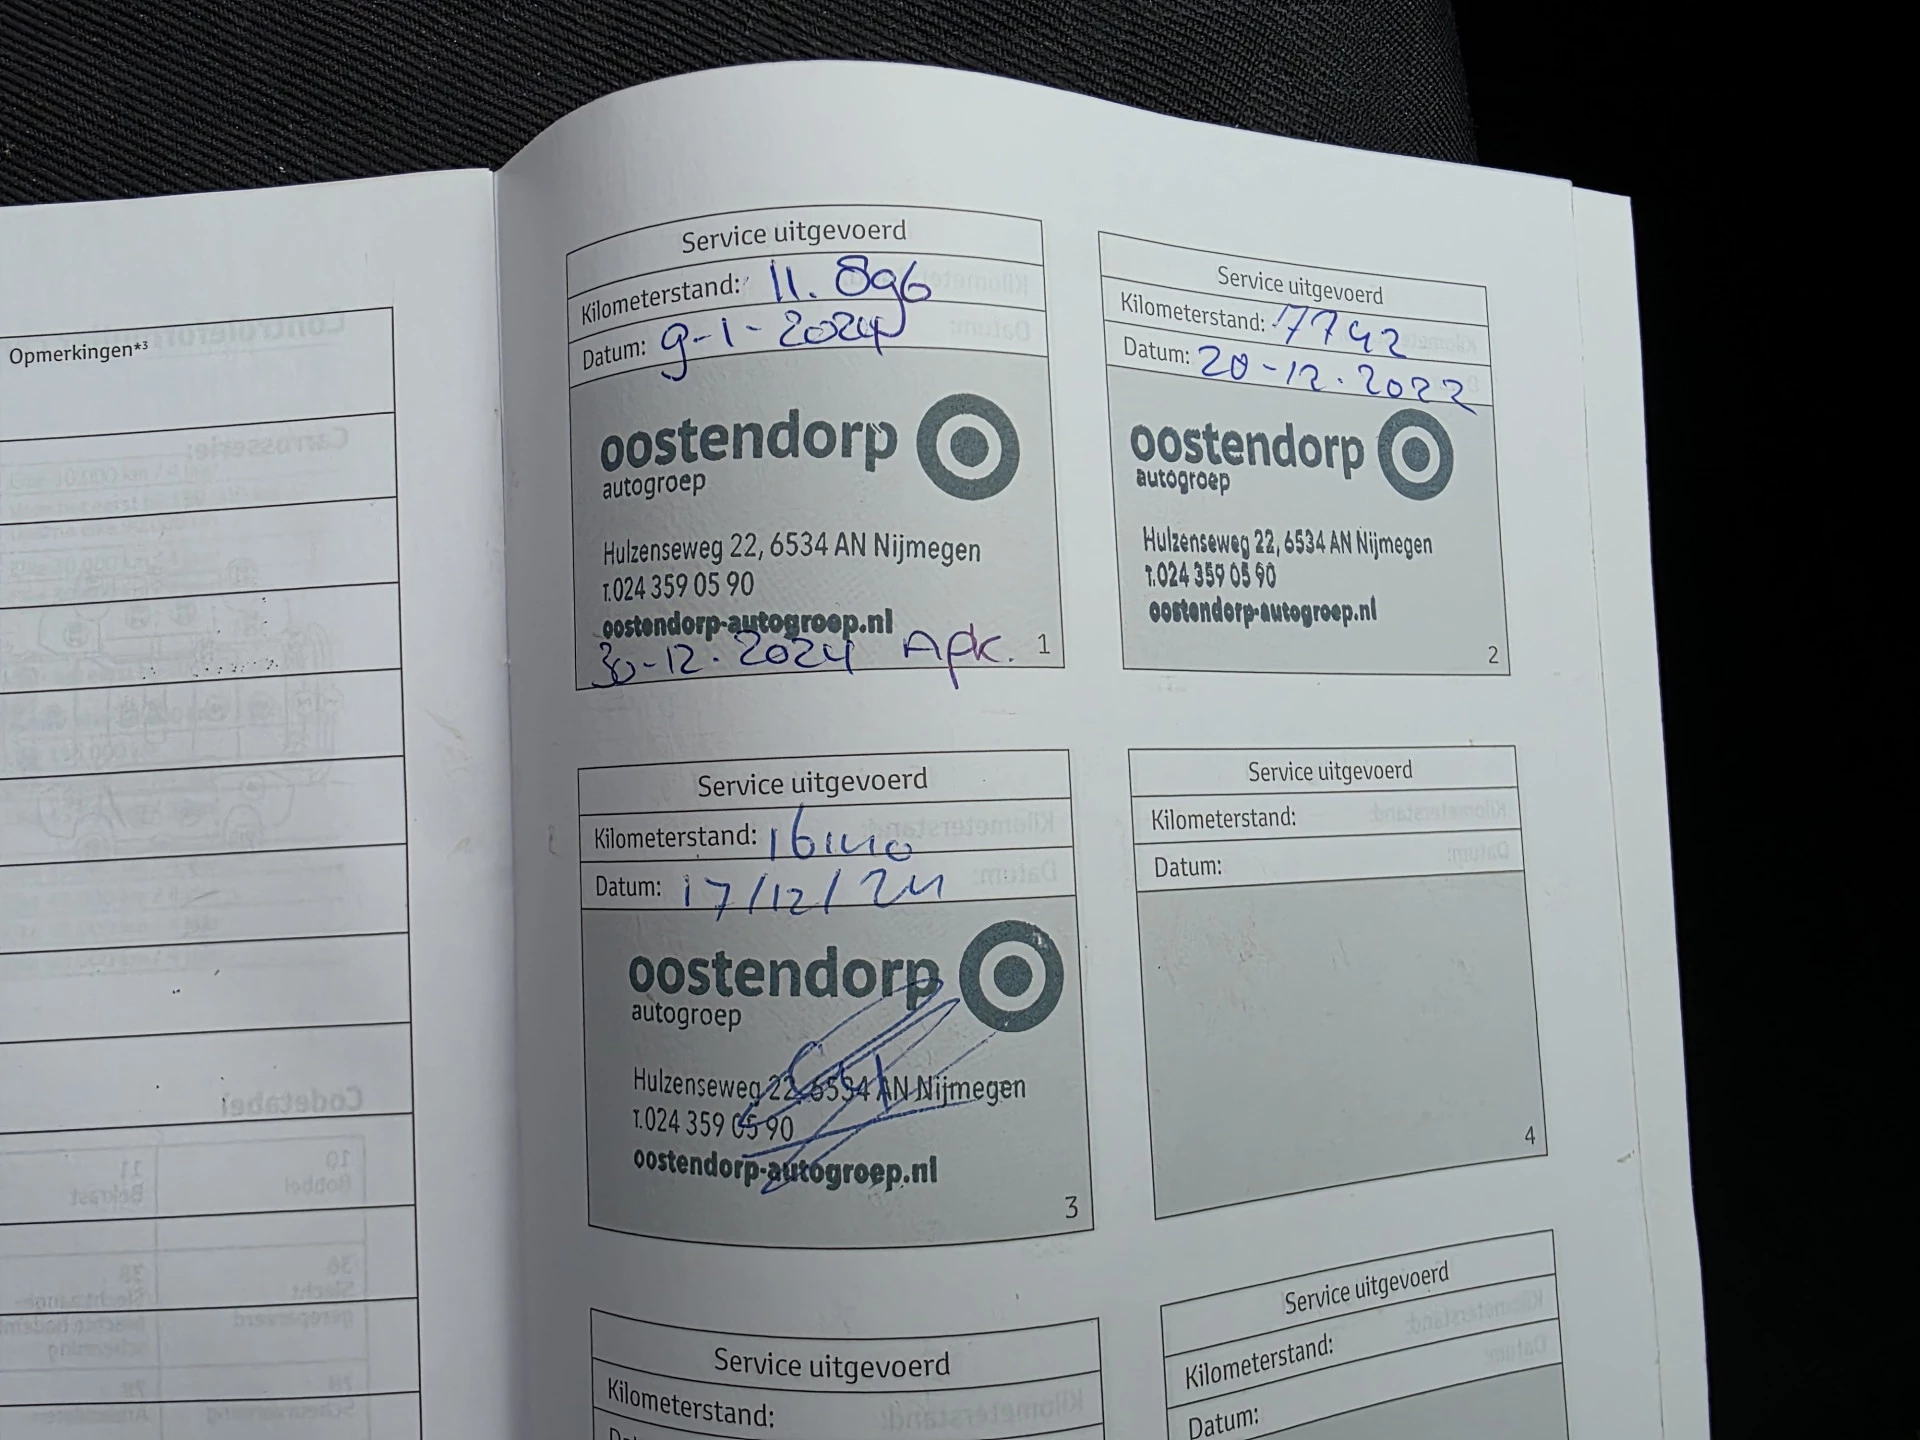 Opmerkingen*³
Service uitgevoerd
Kilometerstand: 11.896
Datum: 9-1-2024
oostendorp
autogroep
Hulzenseweg 22, 6534 AN Nijmegen
T.024 359 05 90
oostendorp-autogroep.nl
30-12-2024 Apk.
1
Service uitgevoerd
Kilometerstand: 7742
Datum: 20-12-2022
oostendorp
autogroep
Hulzenseweg 22, 6534 AN Nijmegen
T.024 359 05 90
oostendorp-autogroep.nl
2
Service uitgevoerd
Kilometerstand:
Datum: 17/12/24
oostendorp
autogroep
Hulzenseweg 22, 6534 AN Nijmegen
T.024 359 05 90
oostendorp-autogroep.nl
3
Service uitgevoerd
Kilometerstand:
Datum:
4
Service uitgevoerd
Kilometerstand:
Service uitgevoerd
Kilometerstand:
Datum: